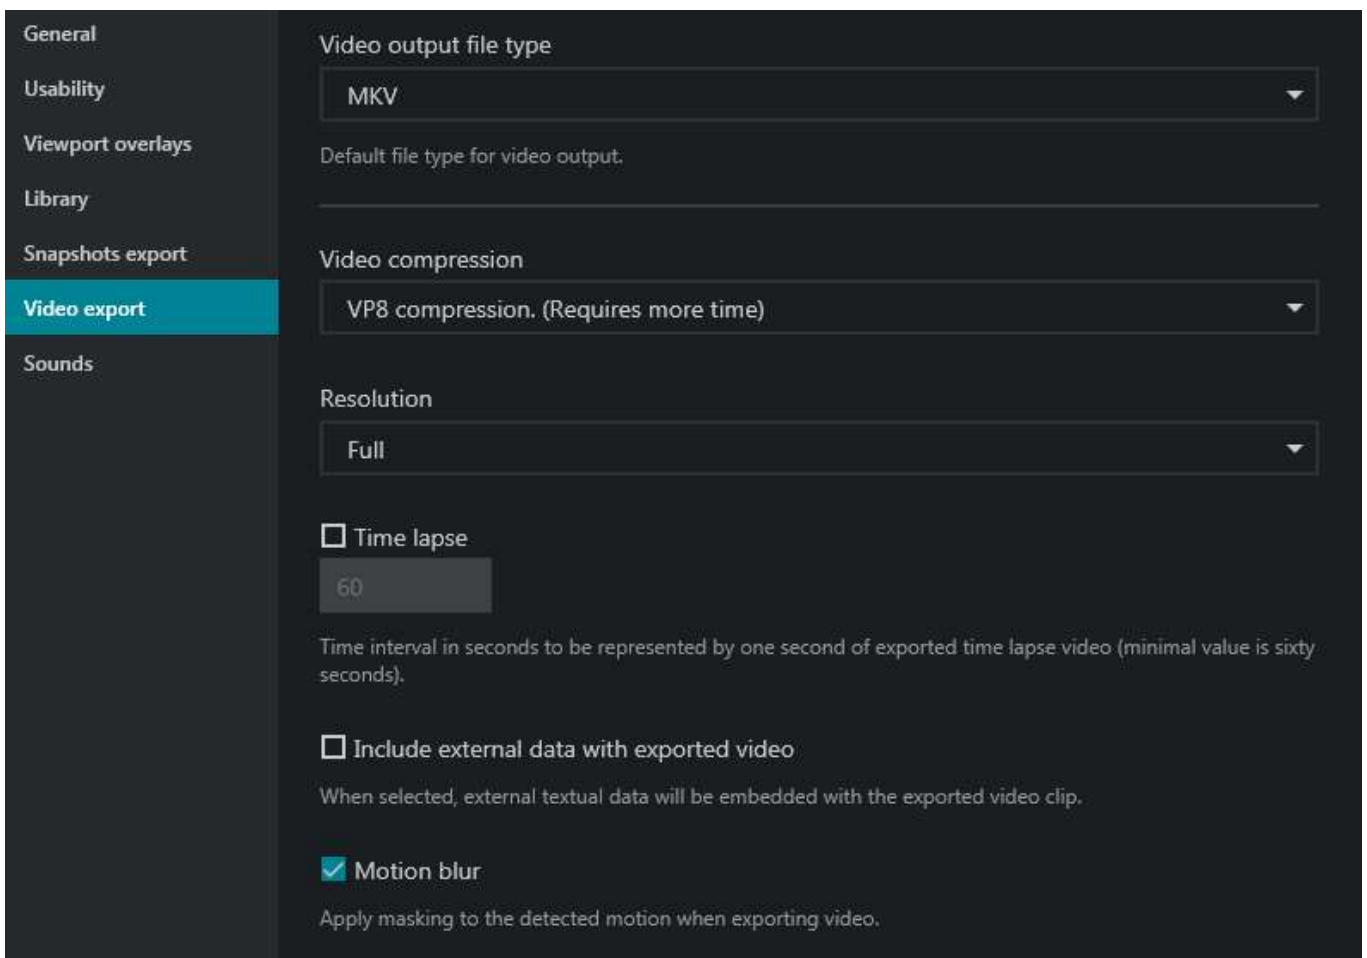 General
Usability
Viewport overlays
Library
Snapshots export
Video export
Sounds
Video output file type
MKV
Default file type for video output.
Video compression
VP8 compression. (Requires more time)
Resolution
Full
Time lapse
60
Time interval in seconds to be represented by one second of exported time lapse video (minimal value is sixty
seconds).
Include external data with exported video
When selected, external textual data will be embedded with the exported video clip.
Motion blur
Apply masking to the detected motion when exporting video.